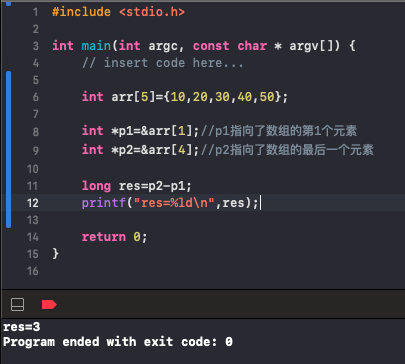 1 #include <stdio.h>
2
3 int main(int argc, const char * argv[]) {
4 // insert code here...
5
6 int arr[5]={10,20,30,40,50};
7
8 int *p1=&arr[1];//p1指向了数组的第1个元素
9 int *p2=&arr[4];//p2指向了数组的最后一个元素
10
11 long res=p2-p1;
12 printf("res=%ld\n",res);
13
14 return 0;
15 }
16
res=3
Program ended with exit code: 0